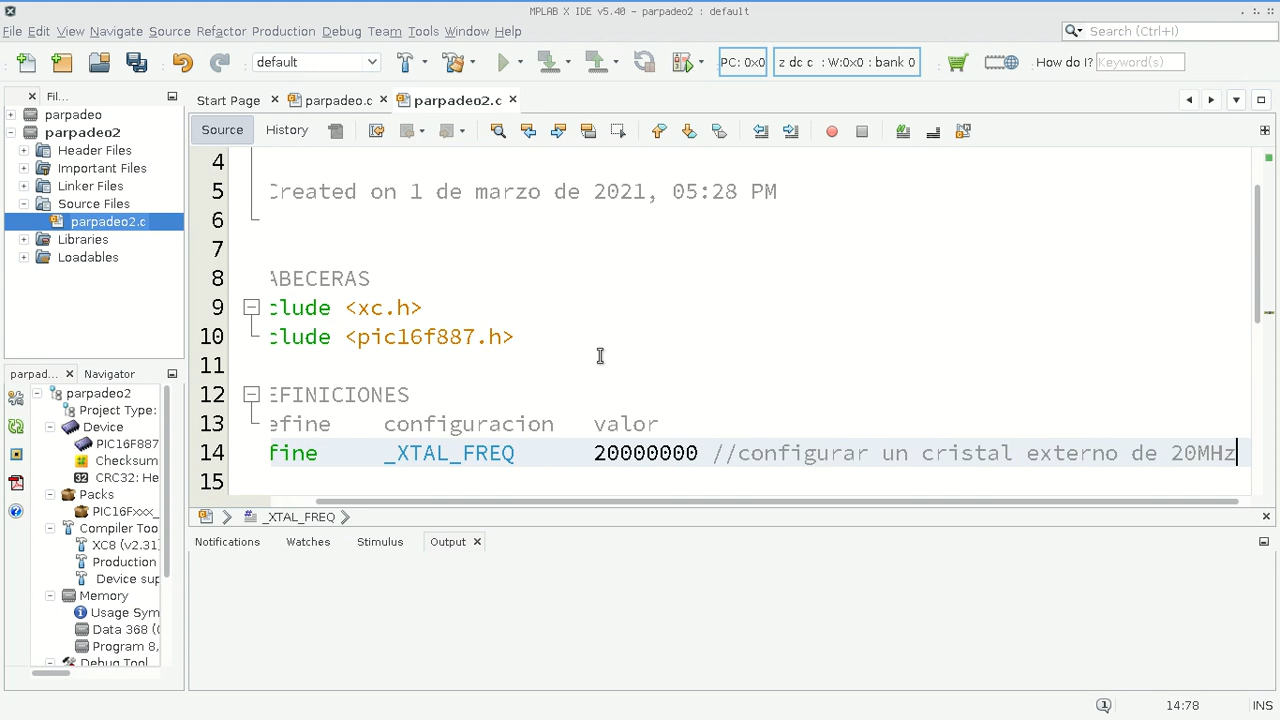 MPLAB X IDE v5.40 - parpadeo2 : default
File Edit View Navigate Source Refactor Production Debug Team Tools Window Help
Search (Ctrl+I)
default
PC: 0x0
z dc c : W:0x0 : bank 0
How do I?
Keyword(s)
Fil...
Start Page
parpadeo.c
parpadeo2.c
parpadeo
parpadeo2
Header Files
Important Files
Linker Files
Source Files
parpadeo2.c
Libraries
Loadables
Source
History
4
5 Created on 1 de marzo de 2021, 05:28 PM
6
7
8 ABECERAS
9 clude <xc.h>
10 clude <pic16f887.h>
11
12 EFINICIONES
13 efine configuracion valor
14 fine _XTAL_FREQ 20000000 //configurar un cristal externo de 20MHz
15
_XTAL_FREQ
parpad...
Navigator
parpadeo2
Project Type:
Device
PIC16F887
Checksum
CRC32: He
Packs
PIC16Fxxx_
Compiler Too
XC8 (v2.31)
Production
Device sup
Memory
Usage Sym
Data 368 (
Program 8,
Debug Tool
Notifications
Watches
Stimulus
Output
14:78
INS